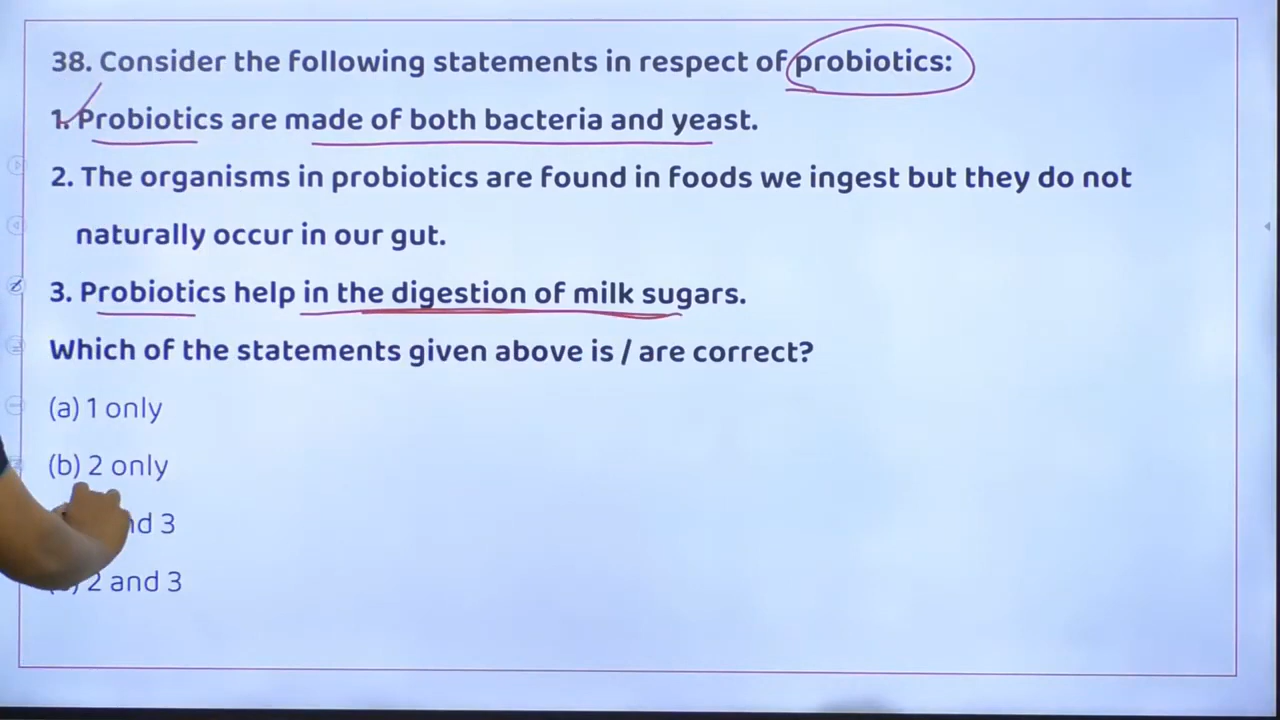 38. Consider the following statements in respect of probiotics:
1. Probiotics are made of both bacteria and yeast.
2. The organisms in probiotics are found in foods we ingest but they do not
naturally occur in our gut.
3. Probiotics help in the digestion of milk sugars.
Which of the statements given above is / are correct?
(a) 1 only
(b) 2 only
3
2 and 3